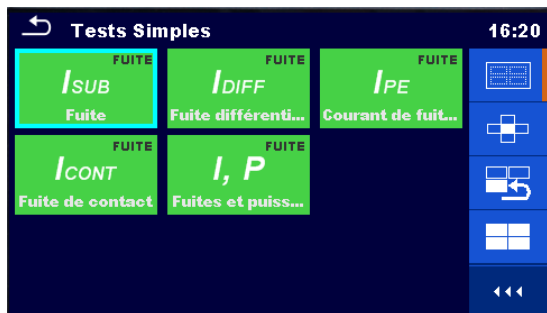 Tests Simples 16:20
FUITE FUITE FUITE
ISUB IDIFF IPE
Fuite Fuite différenti... Courant de fuit...
FUITE FUITE
ICONT I, P
Fuite de contact Fuites et puiss...